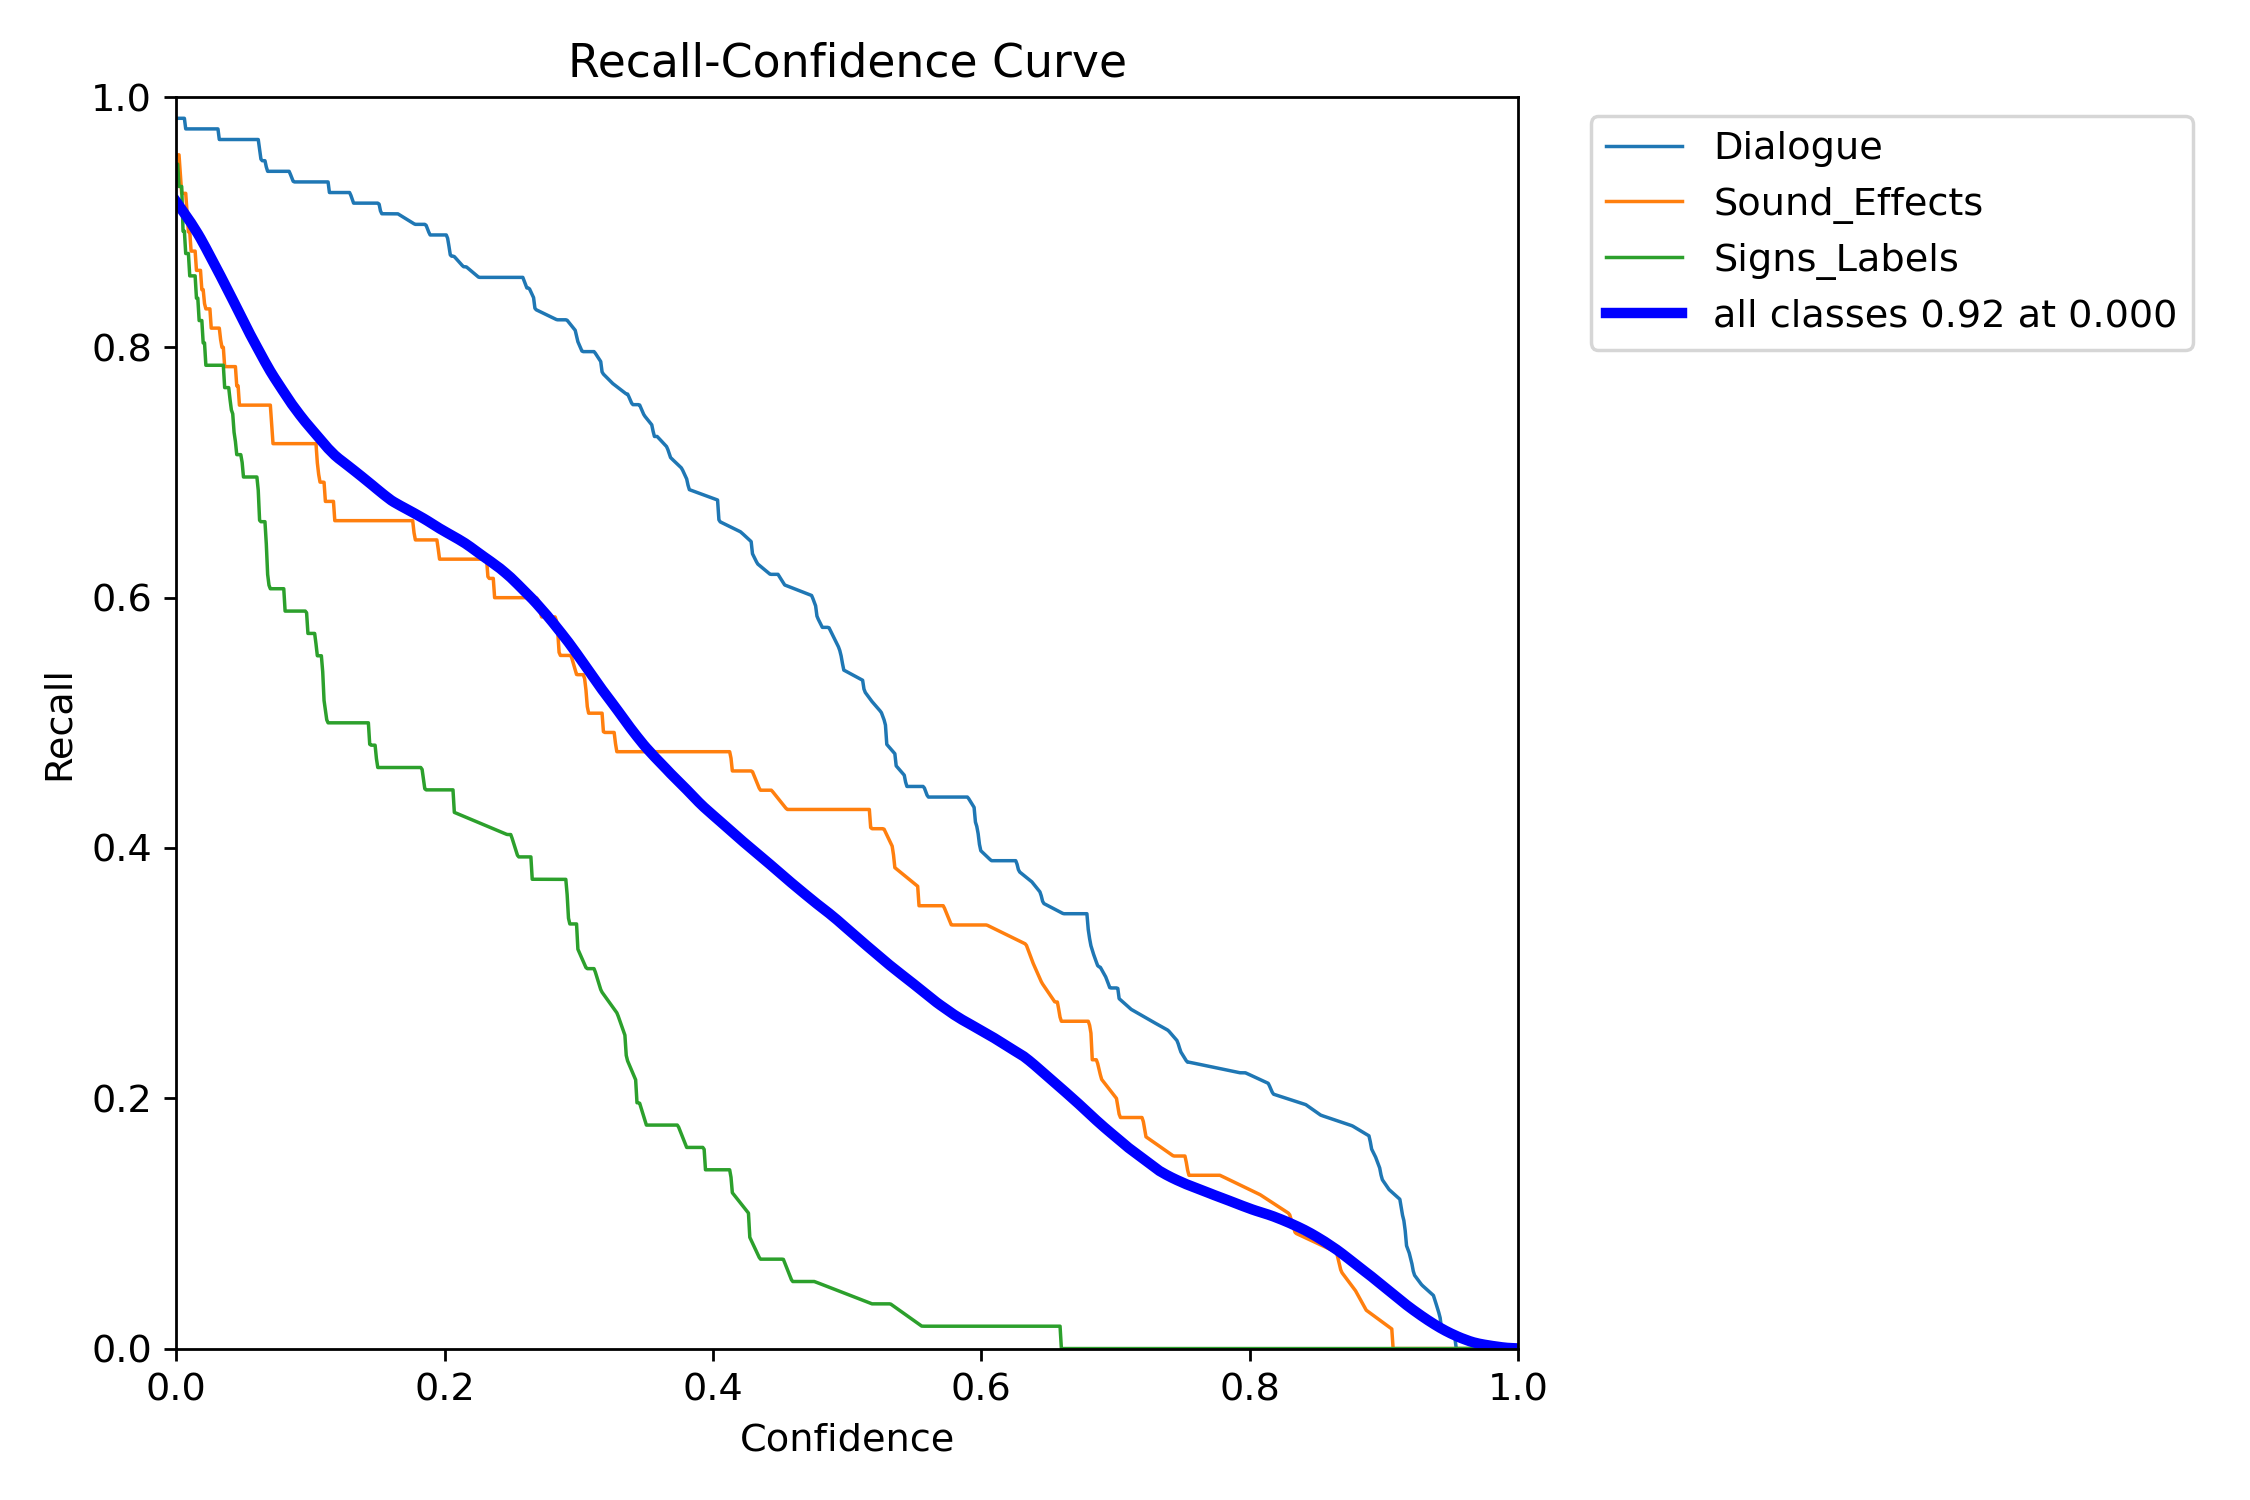 Recall-Confidence Curve
1.0
0.8
0.6
0.4
0.2
0.0
Recall
0.0 0.2 0.4 0.6 0.8 1.0
Confidence
Dialogue
Sound_Effects
Signs_Labels
all classes 0.92 at 0.000